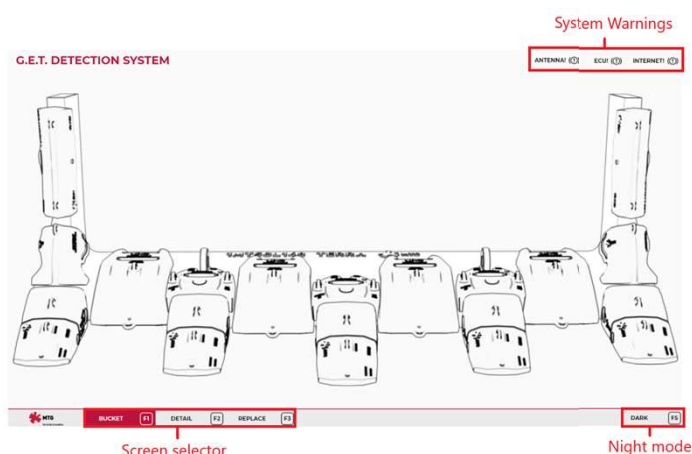 System Warnings
G.E.T. DETECTION SYSTEM
ANTENNA! ECU! INTERNET!
TERRA
MTG
BUCKET F1 DETAIL F2 REPLACE F3 DARK F5
Screen selector
Night mode